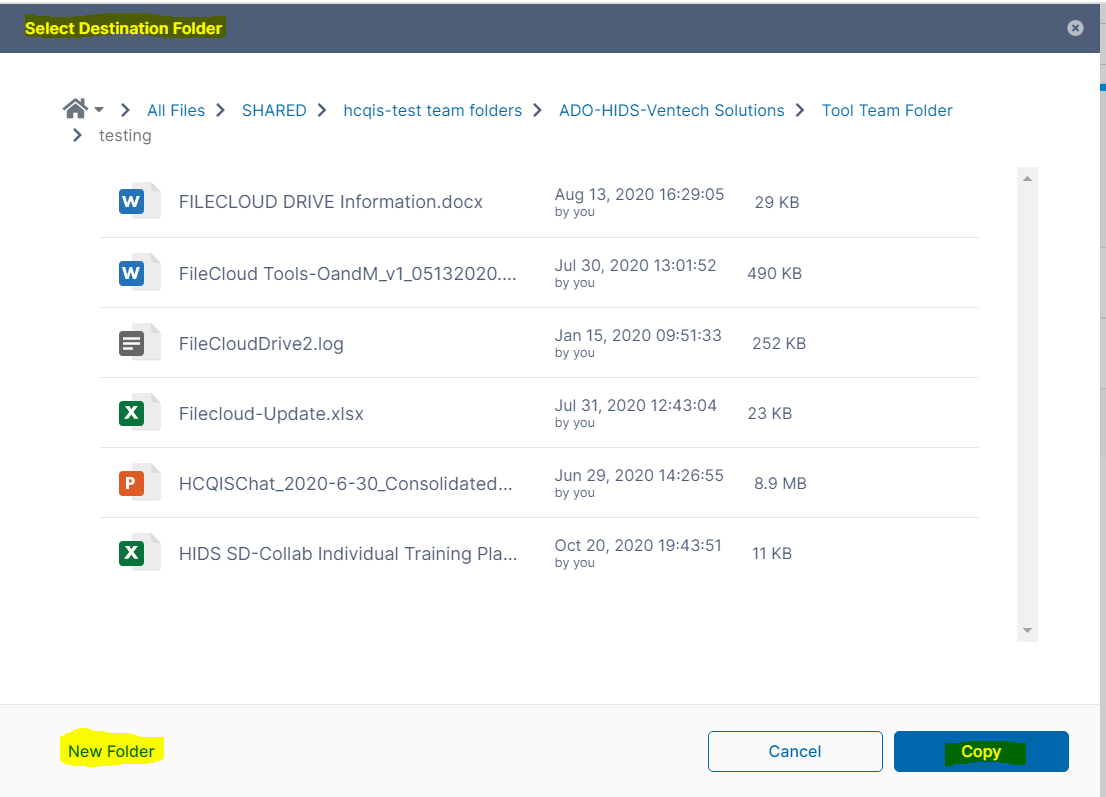 Select Destination Folder
All Files SHARED hcqis-test team folders ADO-HIDS-Ventech Solutions Tool Team Folder
testing
W FILECLOUD DRIVE Information.docx Aug 13, 2020 16:29:05 29 KB
by you
W FileCloud Tools-OandM_v1_05132020.... Jul 30, 2020 13:01:52 490 KB
by you
FileCloudDrive2.log Jan 15, 2020 09:51:33 252 KB
by you
X Filecloud-Update.xlsx Jul 31, 2020 12:43:04 23 KB
by you
P HCQISChat_2020-6-30_Consolidated... Jun 29, 2020 14:26:55 8.9 MB
by you
X HIDS SD-Collab Individual Training Pla... Oct 20, 2020 19:43:51 11 KB
by you
New Folder Cancel Copy